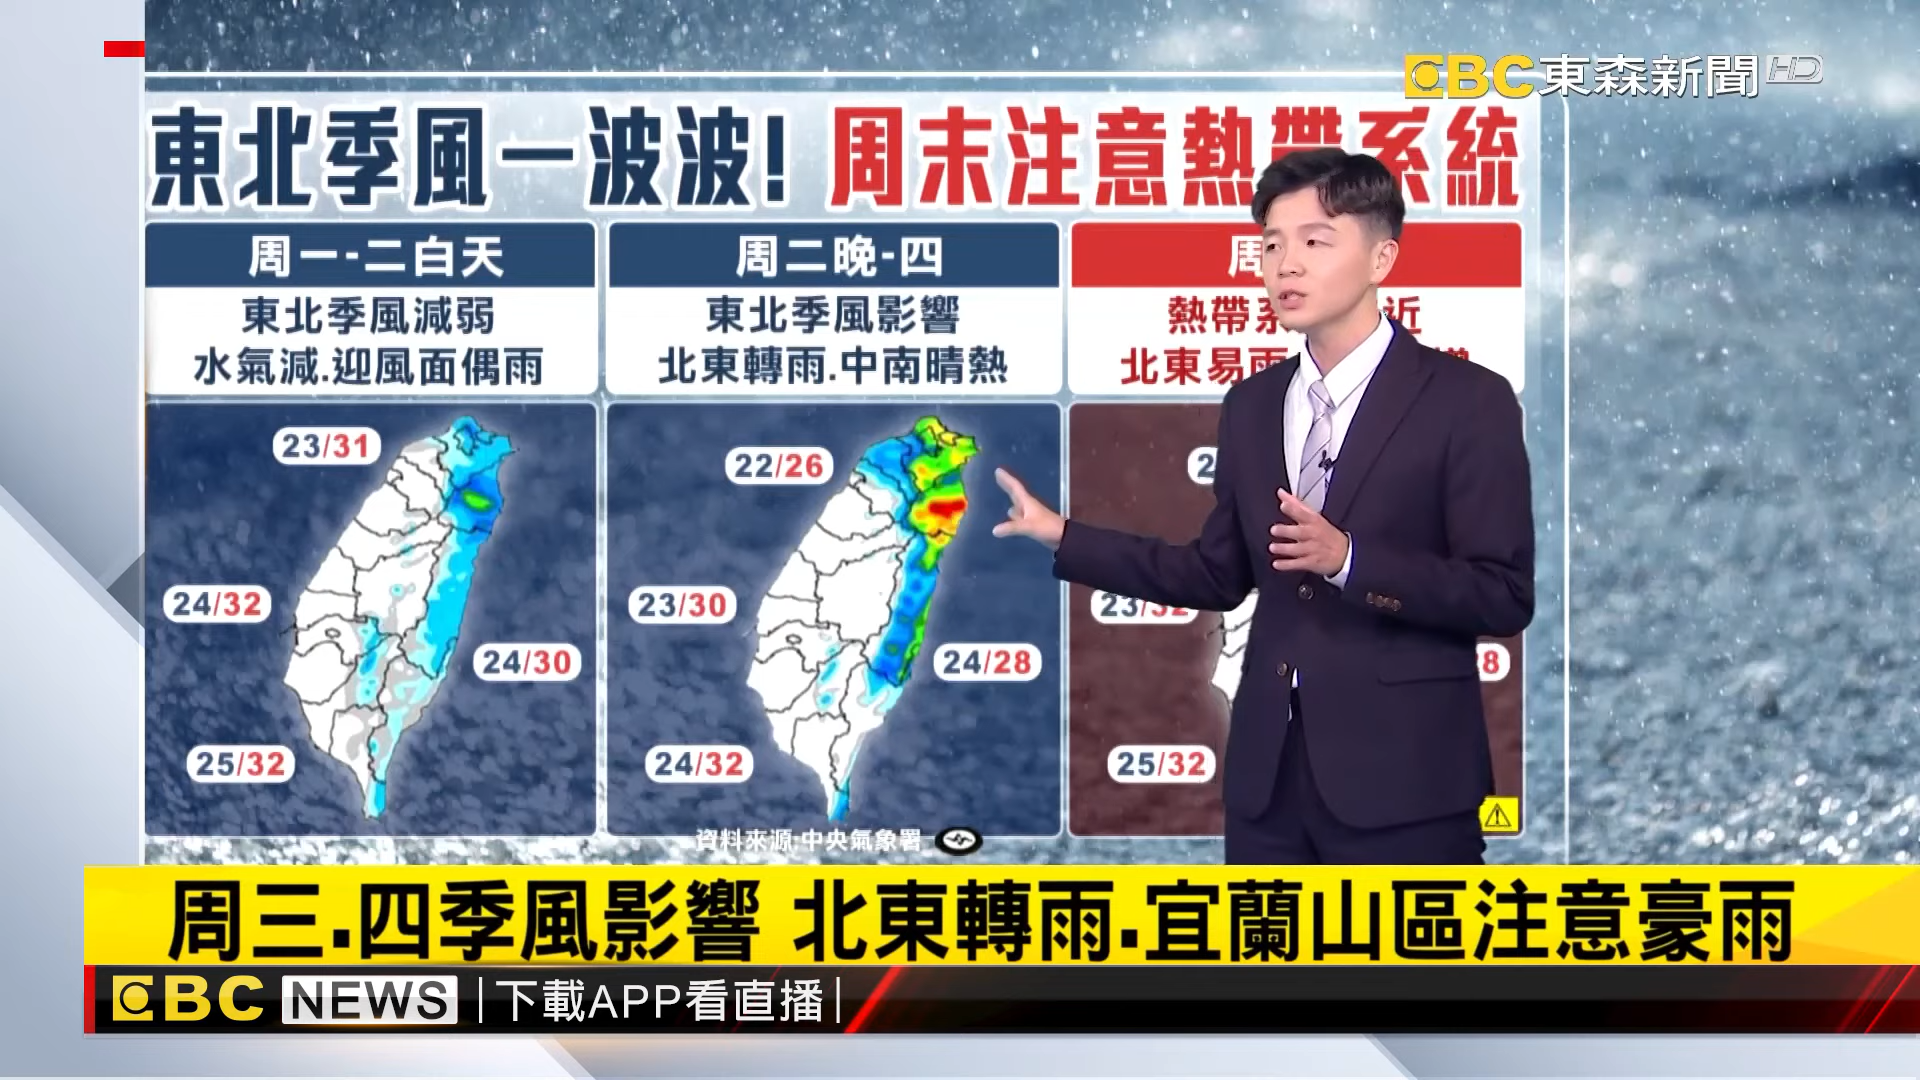 EBC東森新聞HD
東北季風一波波! 周末注意熱帶系統
周一-二白天
東北季風減弱
水氣減.迎風面偶雨
23/31
24/32
24/30
25/32
周二晚-四
東北季風影響
北東轉雨.中南晴熱
22/26
23/30
24/28
24/32
周
熱帶系 近
北東易雨
2
23/32
8
25/32
資料來源:中央氣象署
周三.四季風影響 北東轉雨.宜蘭山區注意豪雨
EBC NEWS |下載APP看直播|